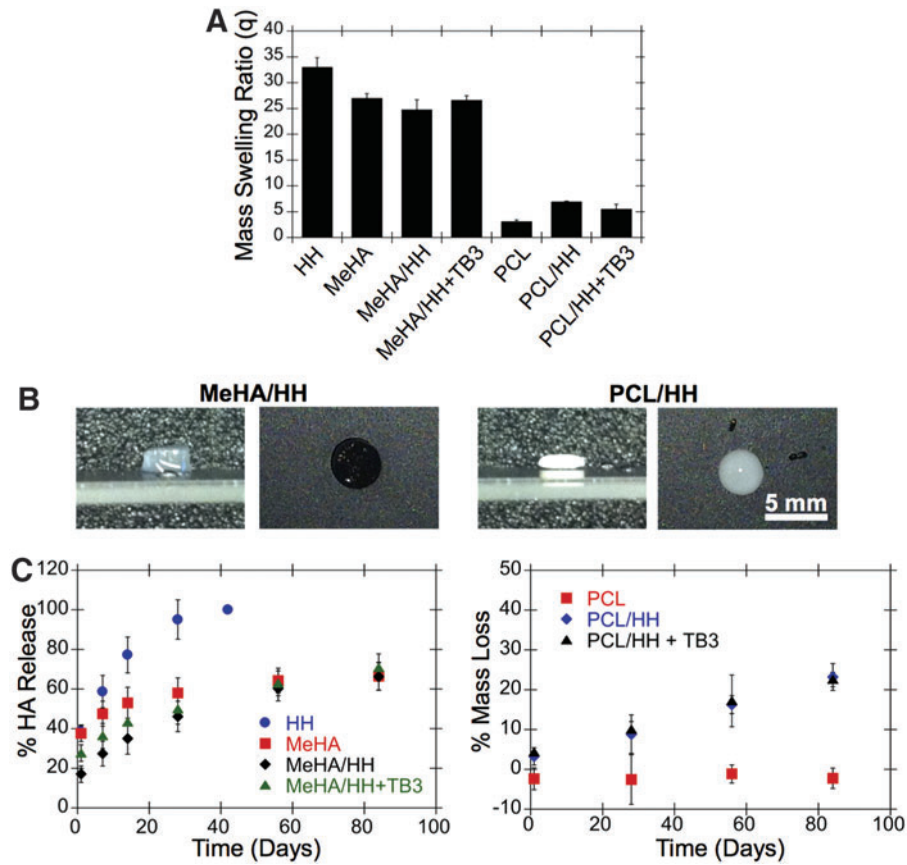 A
Mass Swelling Ratio (q)
40
35
30
25
20
15
10
5
0
HH
MeHA
MeHA/HH
MeHA/HH+TB3
PCL
PCL/HH
PCL/HH+TB3
B
MeHA/HH
PCL/HH
5 mm
C
% HA Release
120
100
80
60
40
20
0
HH
MeHA
MeHA/HH
MeHA/HH+TB3
0 20 40 60 80 100
Time (Days)
% Mass Loss
50
40
30
20
10
0
-10
PCL
PCL/HH
PCL/HH + TB3
0 20 40 60 80 100
Time (Days)